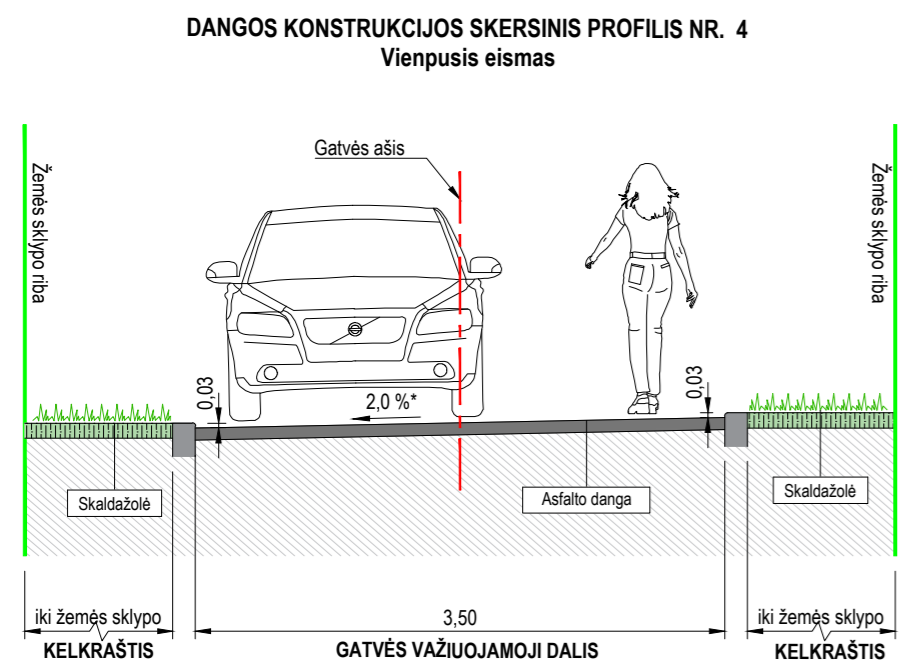 DANGOS KONSTRUKCIJOS SKERSINIS PROFILIS NR. 4
Vienpusis eismas
Gatvės ašis
Žemės sklypo riba
Žemės sklypo riba
0,03
2,0 %*
0,03
Skaldažolė
Asfalto danga
Skaldažolė
iki žemės sklypo
3,50
iki žemės sklypo
KELKRAŠTIS
GATVĖS VAŽIUOJAMOJI DALIS
KELKRAŠTIS